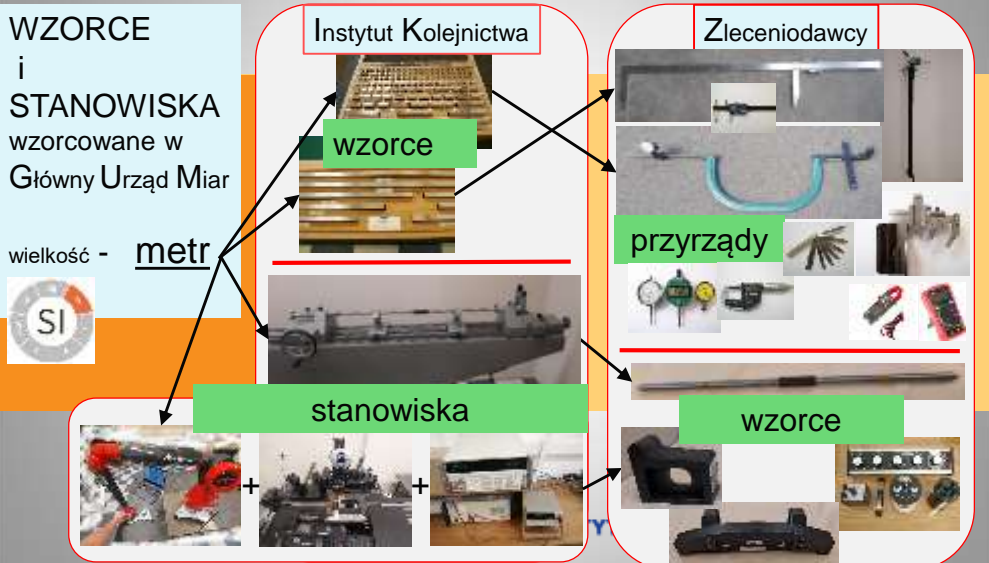 WZORCE
i
STANOWISKA
wzorcowane w
Główny Urząd Miar
wielkość - metr
SI
Instytut Kolejnictwa
wzorce
stanowiska
+
+
Zleceniodawcy
przyrządy
wzorce